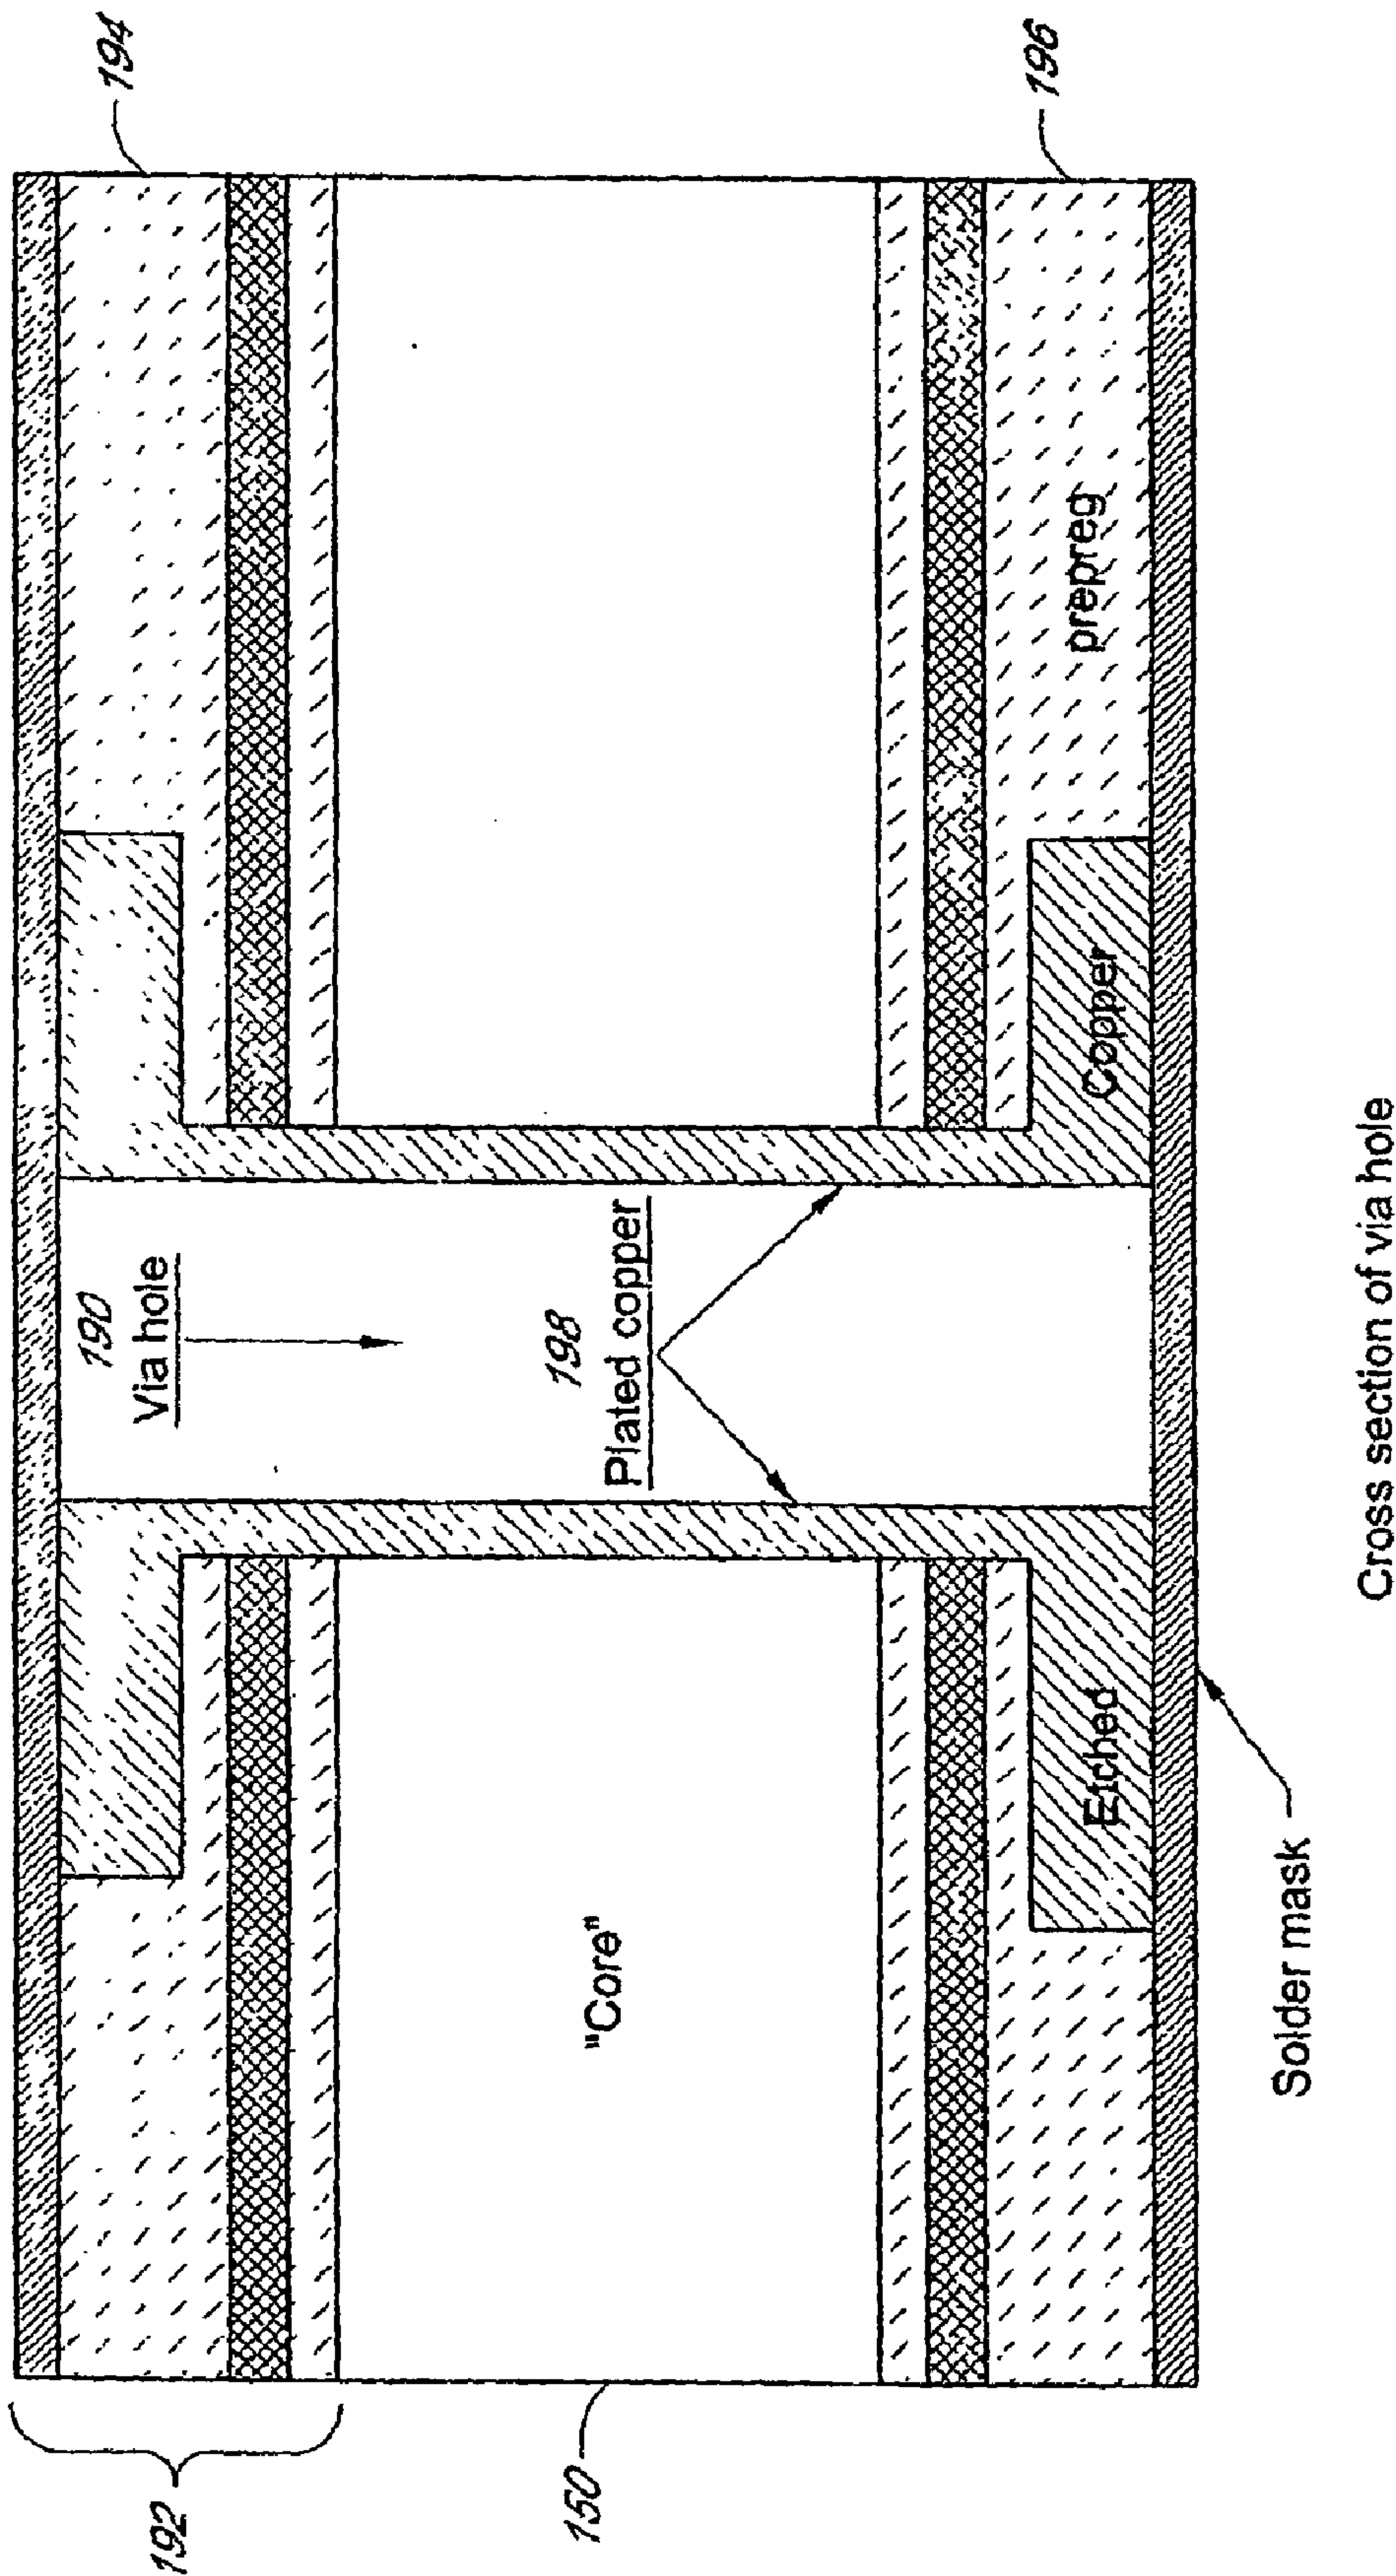 192
194
190
Via hole
150
"Core"
198
Plated copper
Etched
Copper
prepreg
196
Solder mask
Cross section of via hole